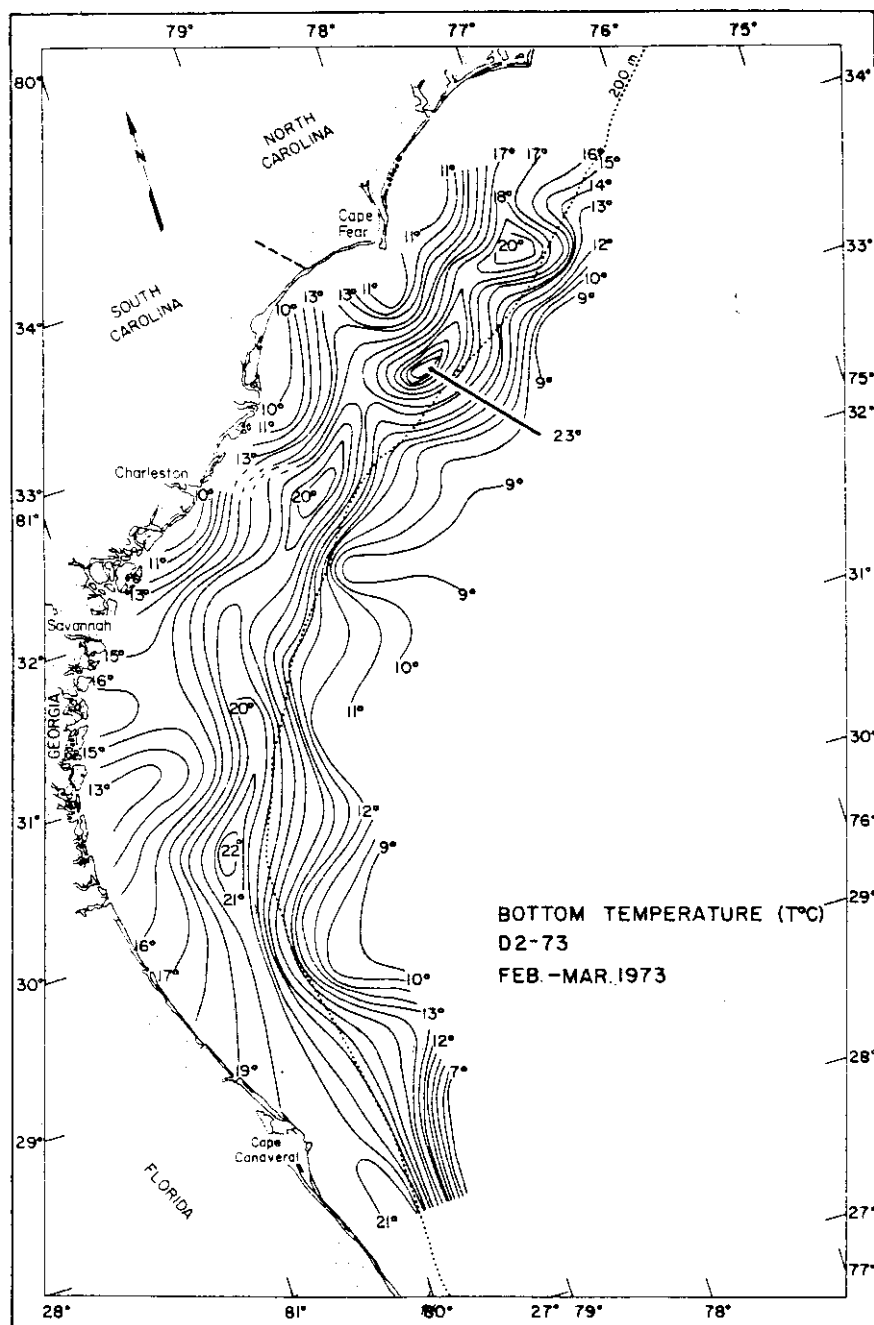 79° 78° 77° 76° 75°
80° 34°
200 m
N
NORTH
CAROLINA
17° 17° 16°
11° 15°
14°
18° 13°
Cape
Fear
11° 20° 12° 33°
10°
SOUTH
CAROLINA
10° 13° 13° 11° 9°
34°
9° 75°
10° 32°
11° 23°
13°
Charleston
10° 20° 9°
33°
81°
11° 31°
13° 9°
Savannah
32° 15° 10°
16°
GEORGIA
20° 11°
15° 30°
13°
31° 12° 76°
22° 9°
21° 29°
BOTTOM TEMPERATURE (T°C)
D2-73
FEB.-MAR. 1973
16°
30° 17° 10°
13°
12° 28°
19° 7°
29°
Cape
Canaveral
FLORIDA
21° 27°
77°
28° 81° 80° 27° 79° 78°